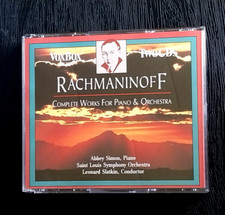 VOXBOX
Two CDs
RACHMANINOFF
COMPLETE WORKS FOR PIANO & ORCHESTRA
Abbey Simon, Piano
Saint Louis Symphony Orchestra
Leonard Slatkin, Conductor